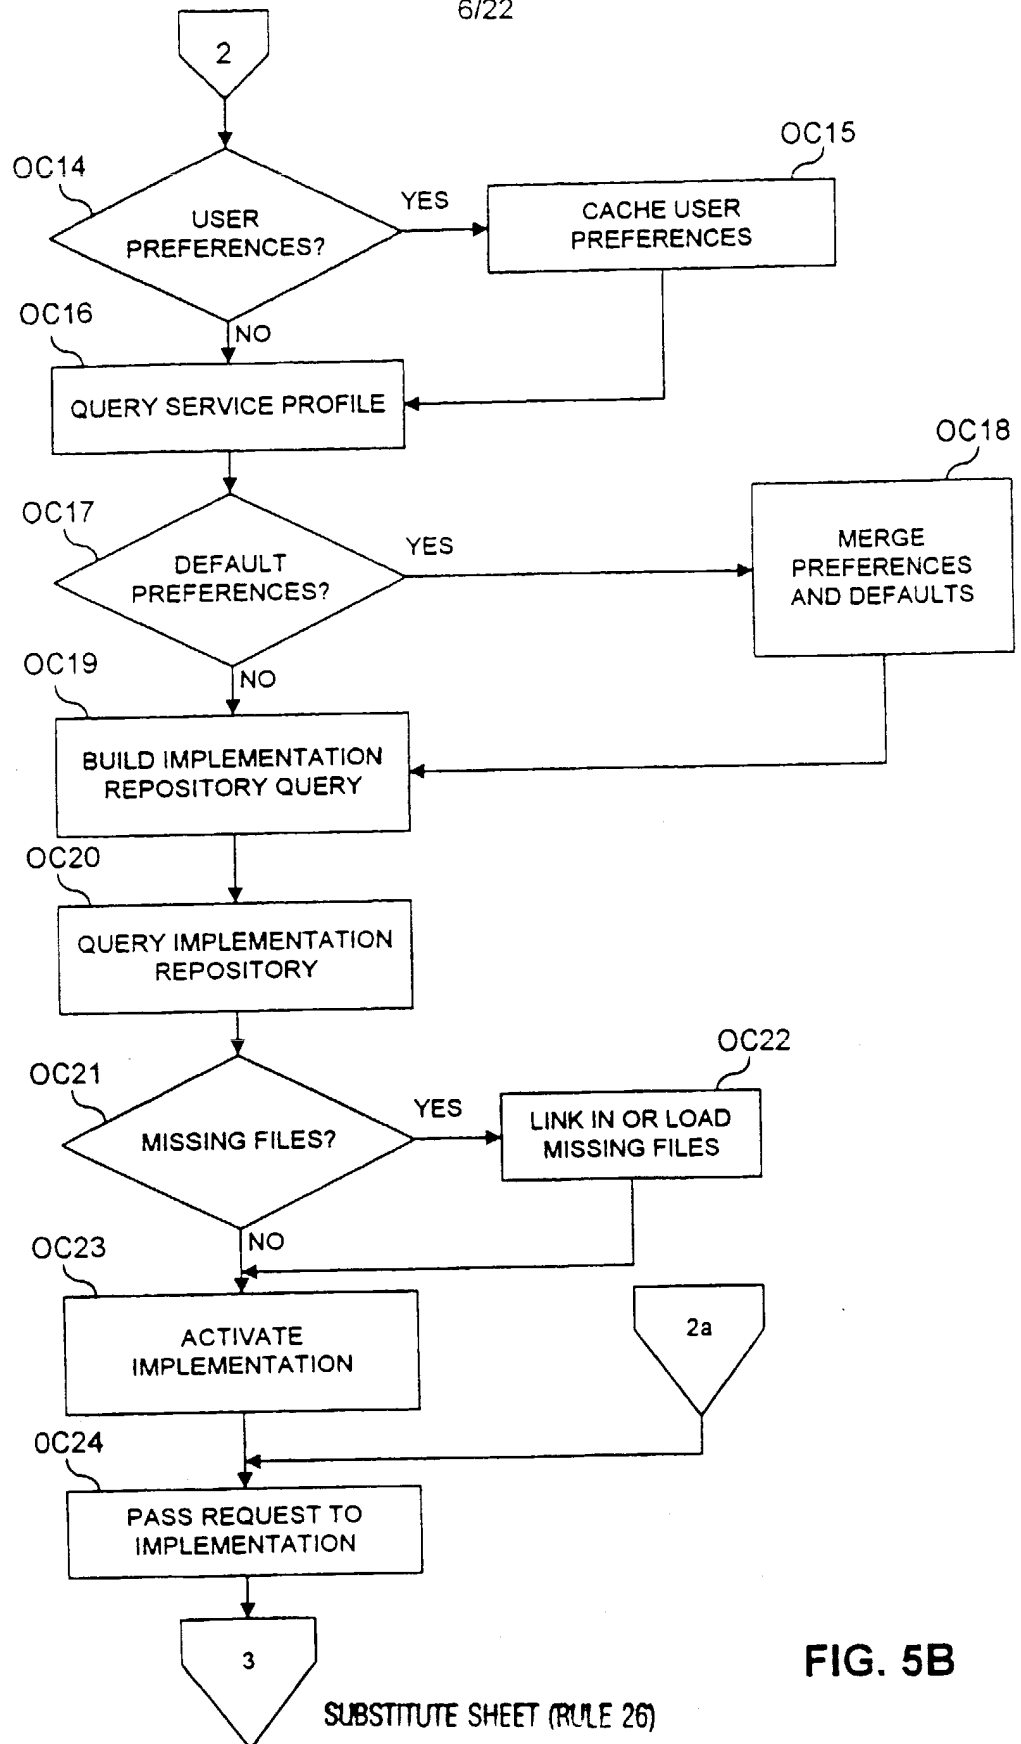 6/22
2
OC14
USER
PREFERENCES?
YES
OC15
CACHE USER
PREFERENCES
NO
OC16
QUERY SERVICE PROFILE
OC17
DEFAULT
PREFERENCES?
YES
OC18
MERGE
PREFERENCES
AND DEFAULTS
NO
OC19
BUILD IMPLEMENTATION
REPOSITORY QUERY
OC20
QUERY IMPLEMENTATION
REPOSITORY
OC21
MISSING FILES?
YES
OC22
LINK IN OR LOAD
MISSING FILES
NO
OC23
ACTIVATE
IMPLEMENTATION
2a
OC24
PASS REQUEST TO
IMPLEMENTATION
3
FIG. 5B
SUBSTITUTE SHEET (RULE 26)